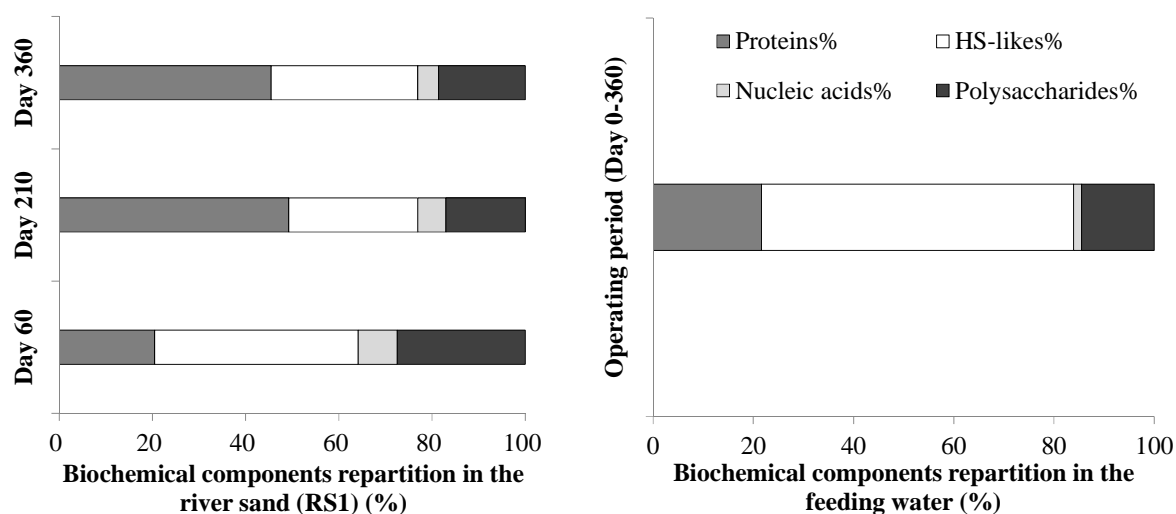 Day 360
Day 210
Day 60
0 20 40 60 80 100
Biochemical components repartition in the
river sand (RS1) (%)
Proteins% HS-likes%
Nucleic acids% Polysaccharides%
Operating period (Day 0-360)
0 20 40 60 80 100
Biochemical components repartition in the
feeding water (%)